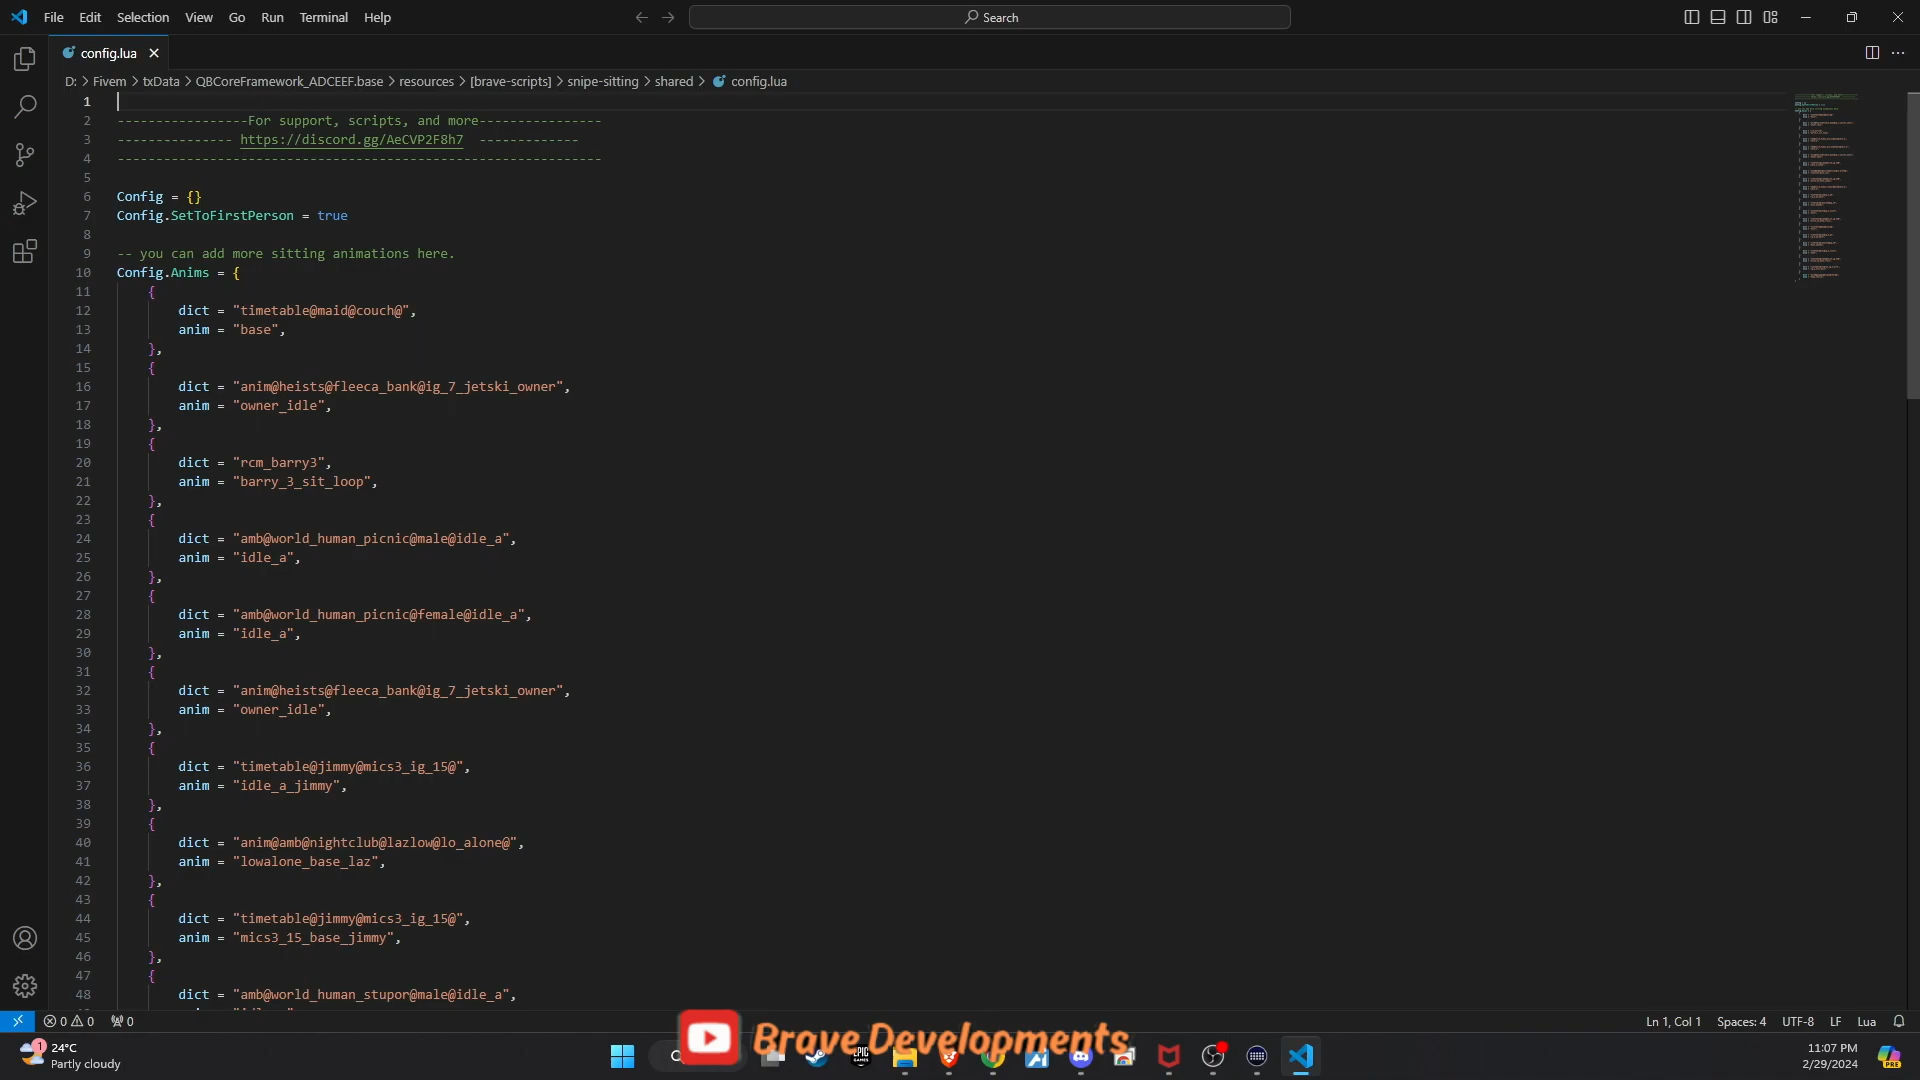 File Edit Selection View Go Run Terminal Help
Search
config.lua
D: > Fivem > txData > QBCoreFramework_ADCEEF.base > resources > [brave-scripts] > snipe-sitting > shared > config.lua
1
2 -----------------For support, scripts, and more----------------
3 --------------- https://discord.gg/AeCVP2F8h7  -------------
4 ---------------------------------------------------------------
5
6 Config = {}
7 Config.SetToFirstPerson = true
8
9 -- you can add more sitting animations here.
10 Config.Anims = {
11     {
12         dict = "timetable@maid@couch@",
13         anim = "base",
14     },
15     {
16         dict = "anim@heists@fleeca_bank@ig_7_jetski_owner",
17         anim = "owner_idle",
18     },
19     {
20         dict = "rcm_barry3",
21         anim = "barry_3_sit_loop",
22     },
23     {
24         dict = "amb@world_human_picnic@male@idle_a",
25         anim = "idle_a",
26     },
27     {
28         dict = "amb@world_human_picnic@female@idle_a",
29         anim = "idle_a",
30     },
31     {
32         dict = "anim@heists@fleeca_bank@ig_7_jetski_owner",
33         anim = "owner_idle",
34     },
35     {
36         dict = "timetable@jimmy@mics3_ig_15@",
37         anim = "idle_a_jimmy",
38     },
39     {
40         dict = "anim@amb@nightclub@lazlow@lo_alone@",
41         anim = "lowalone_base_laz",
42     },
43     {
44         dict = "timetable@jimmy@mics3_ig_15@",
45         anim = "mics3_15_base_jimmy",
46     },
47     {
48         dict = "amb@world_human_stupor@male@idle_a",
0 0 0
Ln 1, Col 1 Spaces: 4 UTF-8 LF Lua
Brave Developments
1
24°C
Partly cloudy
EPIC GAMES
11:07 PM
2/29/2024
PRE